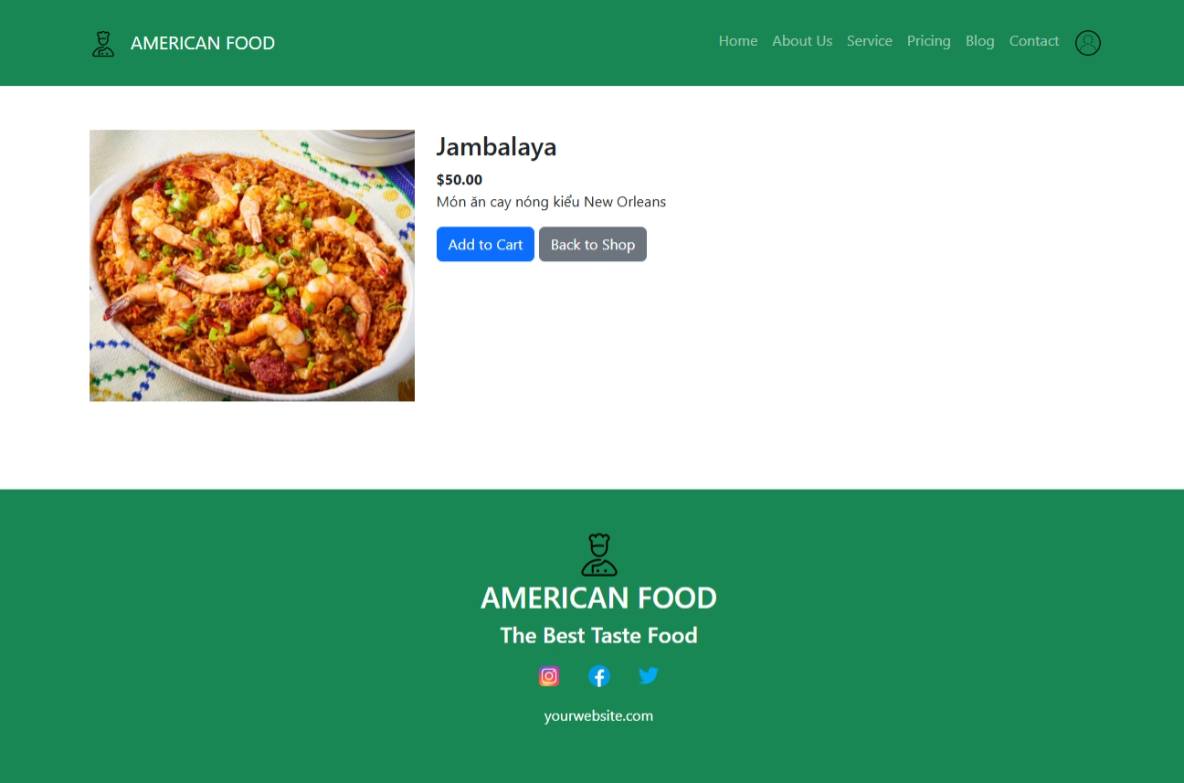 AMERICAN FOOD
Home About Us Service Pricing Blog Contact
Jambalaya
$50.00
Món ăn cay nóng kiểu New Orleans
Add to Cart Back to Shop
AMERICAN FOOD
The Best Taste Food
yourwebsite.com